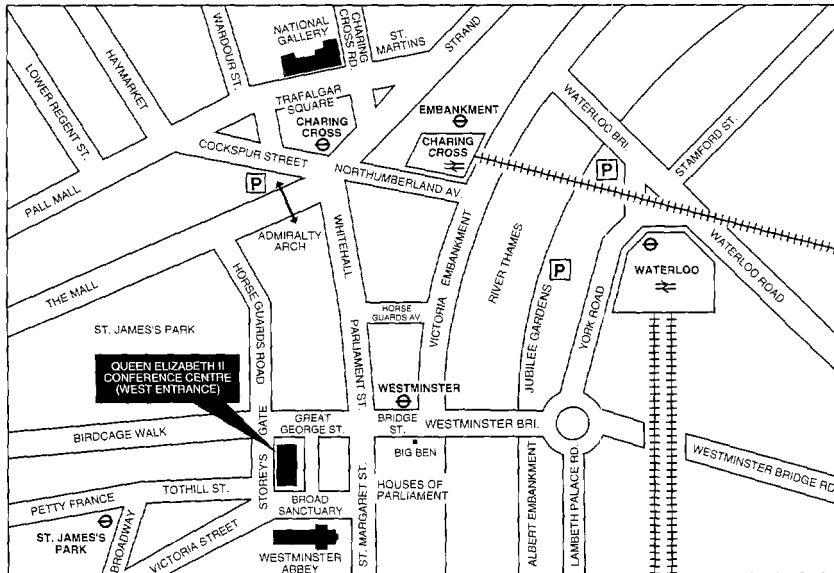 NATIONAL
GALLERY
WARDOUR ST.
CHARING
CROSS RD.
ST.
MARTINS
STRAND
HAYMARKET
LOWER REGENT ST.
TRAFALGAR
SQUARE
CHARING
CROSS
EMBANKMENT
CHARING
CROSS
WATERLOO BRI.
STAMFORD ST.
COCKSPUR STREET
NORTHUMBERLAND AV.
P
P
PALL MALL
ADMIRALTY
ARCH
WHITEHALL
THE MALL
HORSE GUARDS ROAD
VICTORIA EMBANKMENT
RIVER THAMES
P
JUBILEE GARDENS
YORK ROAD
WATERLOO
WATERLOO ROAD
HORSE
GUARDS AV.
ST. JAMES'S PARK
PARLIAMENT ST.
QUEEN ELIZABETH II
CONFERENCE CENTRE
(WEST ENTRANCE)
WESTMINSTER
BIRDCAGE WALK
STOREY'S GATE
GREAT
GEORGE ST.
BRIDGE
ST.
WESTMINSTER BRI.
BIG BEN
WESTMINSTER BRIDGE RD
HOUSES OF
PARLIAMENT
PETTY FRANCE
TOTHILL ST.
BROAD
SANCTUARY
ST. MARGARET ST.
ALBERT EMBANKMENT
LAMBETH PALACE RD.
ST. JAMES'S
PARK
BROADWAY
VICTORIA STREET
WESTMINSTER
ABBEY